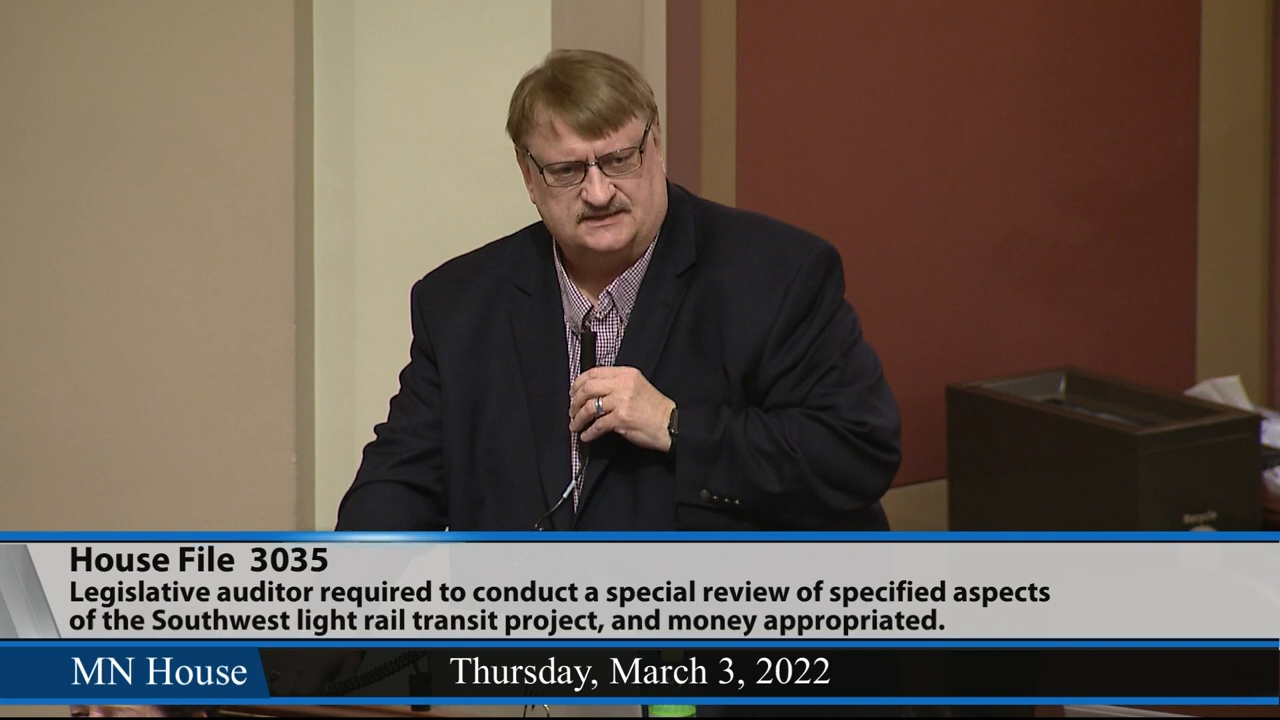 House File 3035
Legislative auditor required to conduct a special review of specified aspects
of the Southwest light rail transit project, and money appropriated.
MN House
Thursday, March 3, 2022